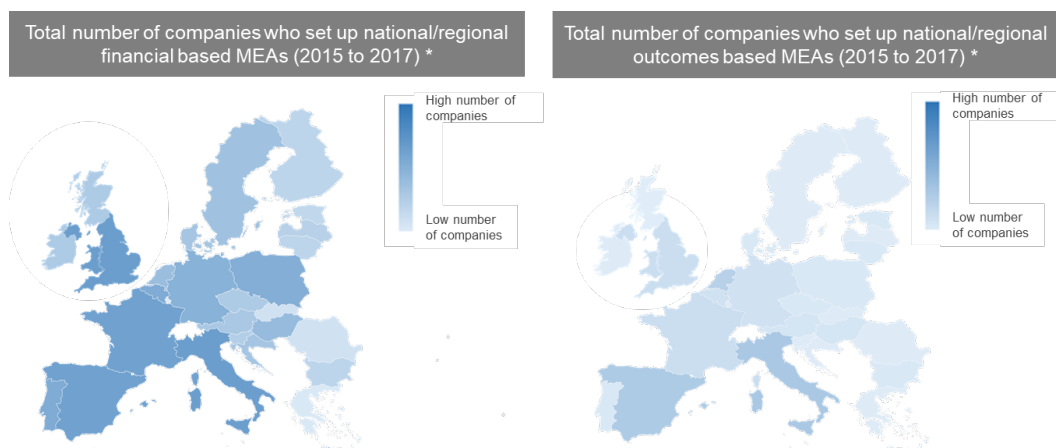 Total number of companies who set up national/regional
financial based MEAs (2015 to 2017) *
High number of
companies
Low number
of companies
Total number of companies who set up national/regional
outcomes based MEAs (2015 to 2017) *
High number of
companies
Low number
of companies